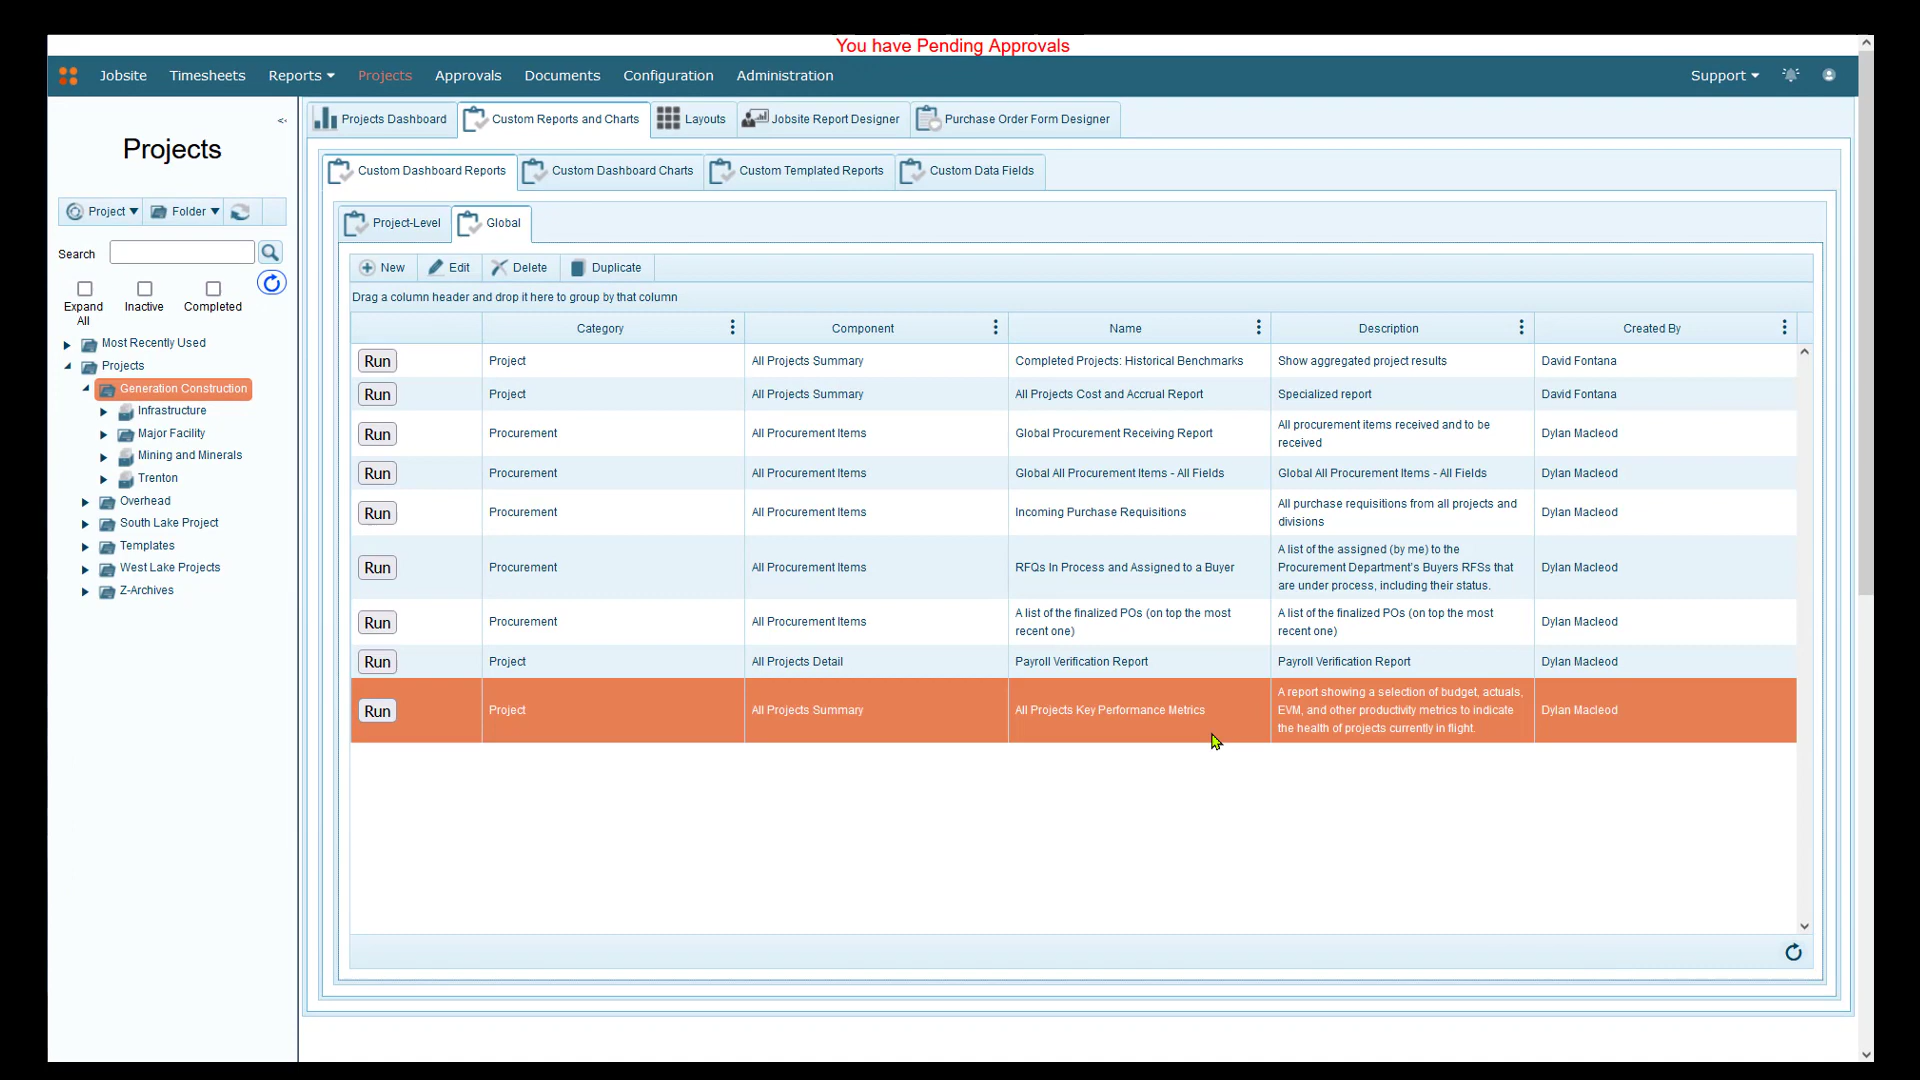 You have Pending Approvals
Jobsite Timesheets Reports Projects Approvals Documents Configuration Administration Support
Projects Dashboard Custom Reports and Charts Layouts Jobsite Report Designer Purchase Order Form Designer
Projects
Custom Dashboard Reports Custom Dashboard Charts Custom Templated Reports Custom Data Fields
Project Folder
Project-Level Global
Search
New Edit Delete Duplicate
Expand All Inactive Completed
Drag a column header and drop it here to group by that column
Most Recently Used
Projects
Generation Construction
Infrastructure
Major Facility
Mining and Minerals
Trenton
Overhead
South Lake Project
Templates
West Lake Projects
Z-Archives
Category Component Name Description Created By
Run Project All Projects Summary Completed Projects: Historical Benchmarks Show aggregated project results David Fontana
Run Project All Projects Summary All Projects Cost and Accrual Report Specialized report David Fontana
Run Procurement All Procurement Items Global Procurement Receiving Report All procurement items received and to be
received Dylan Macleod
Run Procurement All Procurement Items Global All Procurement Items - All Fields Global All Procurement Items - All Fields Dylan Macleod
Run Procurement All Procurement Items Incoming Purchase Requisitions All purchase requisitions from all projects and
divisions Dylan Macleod
Run Procurement All Procurement Items RFQs In Process and Assigned to a Buyer A list of the assigned (by me) to the
Procurement Department's Buyers RFSs that
are under process, including their status. Dylan Macleod
Run Procurement All Procurement Items A list of the finalized POs (on top the most
recent one) A list of the finalized POs (on top the most
recent one) Dylan Macleod
Run Project All Projects Detail Payroll Verification Report Payroll Verification Report Dylan Macleod
Run Project All Projects Summary All Projects Key Performance Metrics A report showing a selection of budget, actuals,
EVM, and other productivity metrics to indicate
the health of projects currently in flight. Dylan Macleod